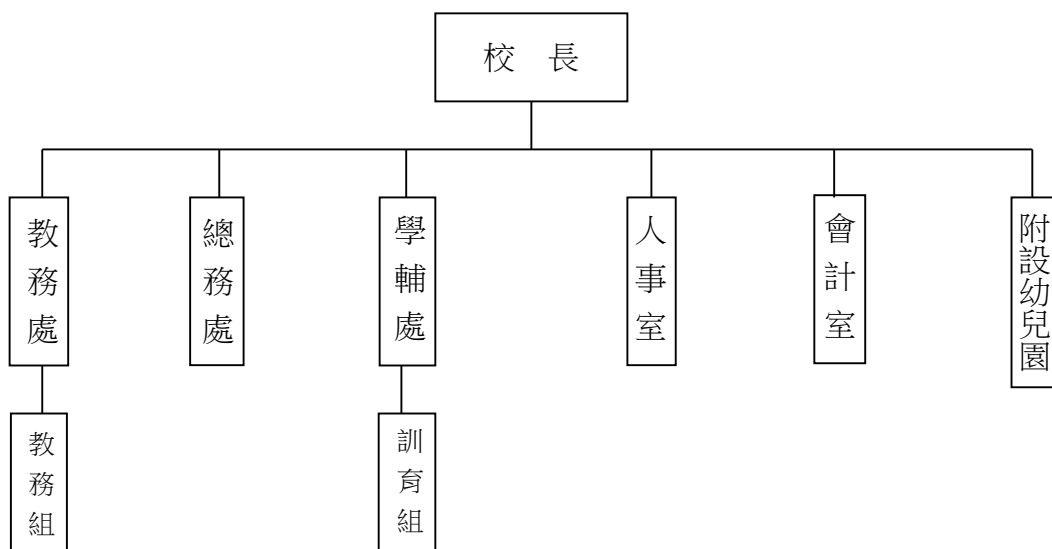 校 長
教務處
總務處
學輔處
人事室
會計室
附設幼兒園
教務組
訓育組